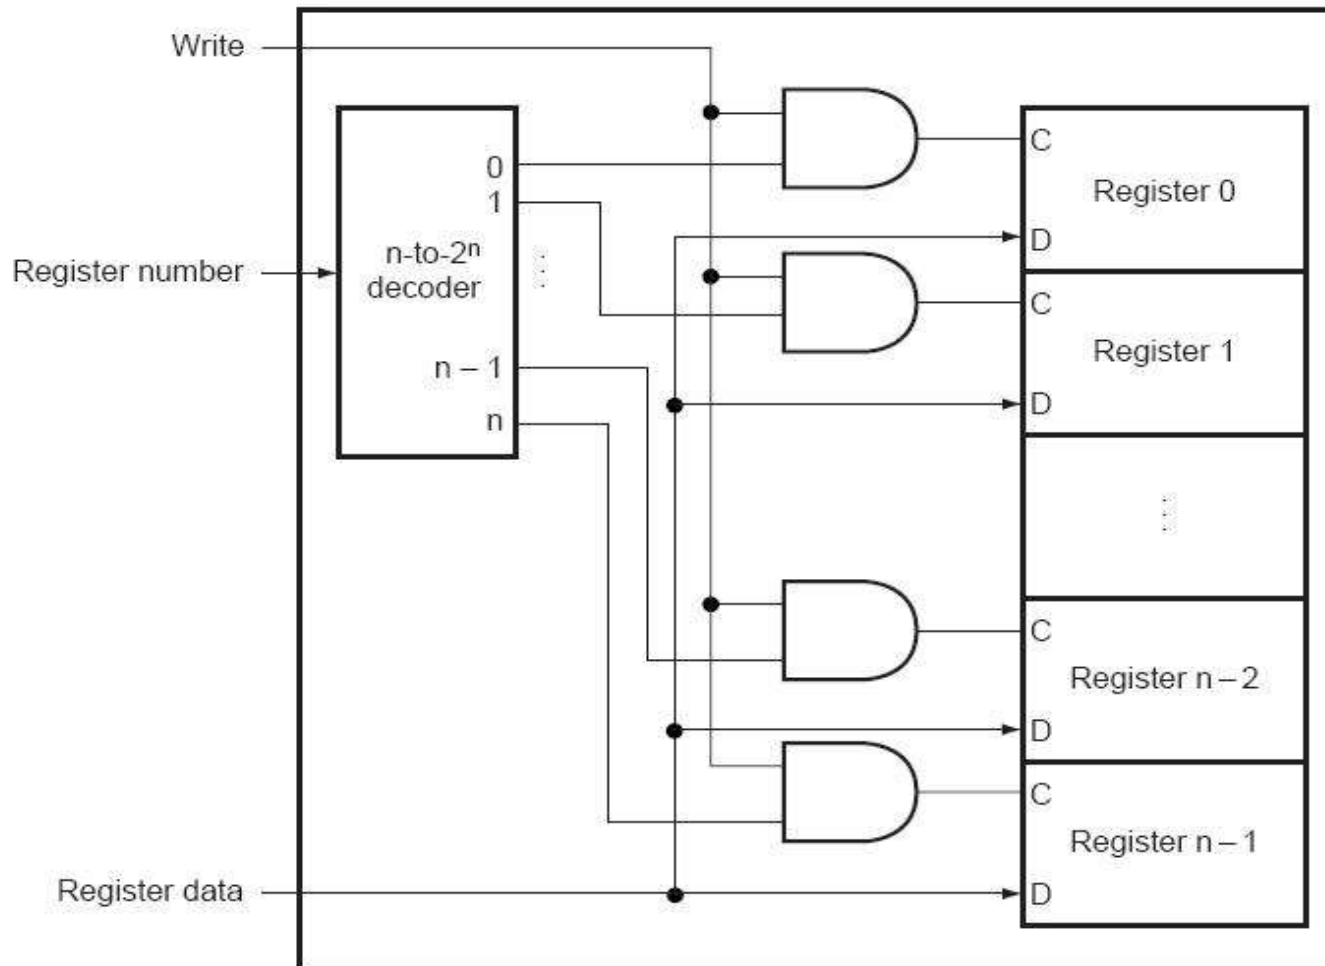 Write
0
1
n-to-2ⁿ
decoder
n – 1
n
Register number
Register data
C
Register 0
D
C
Register 1
D
C
Register n – 2
D
C
Register n – 1
D